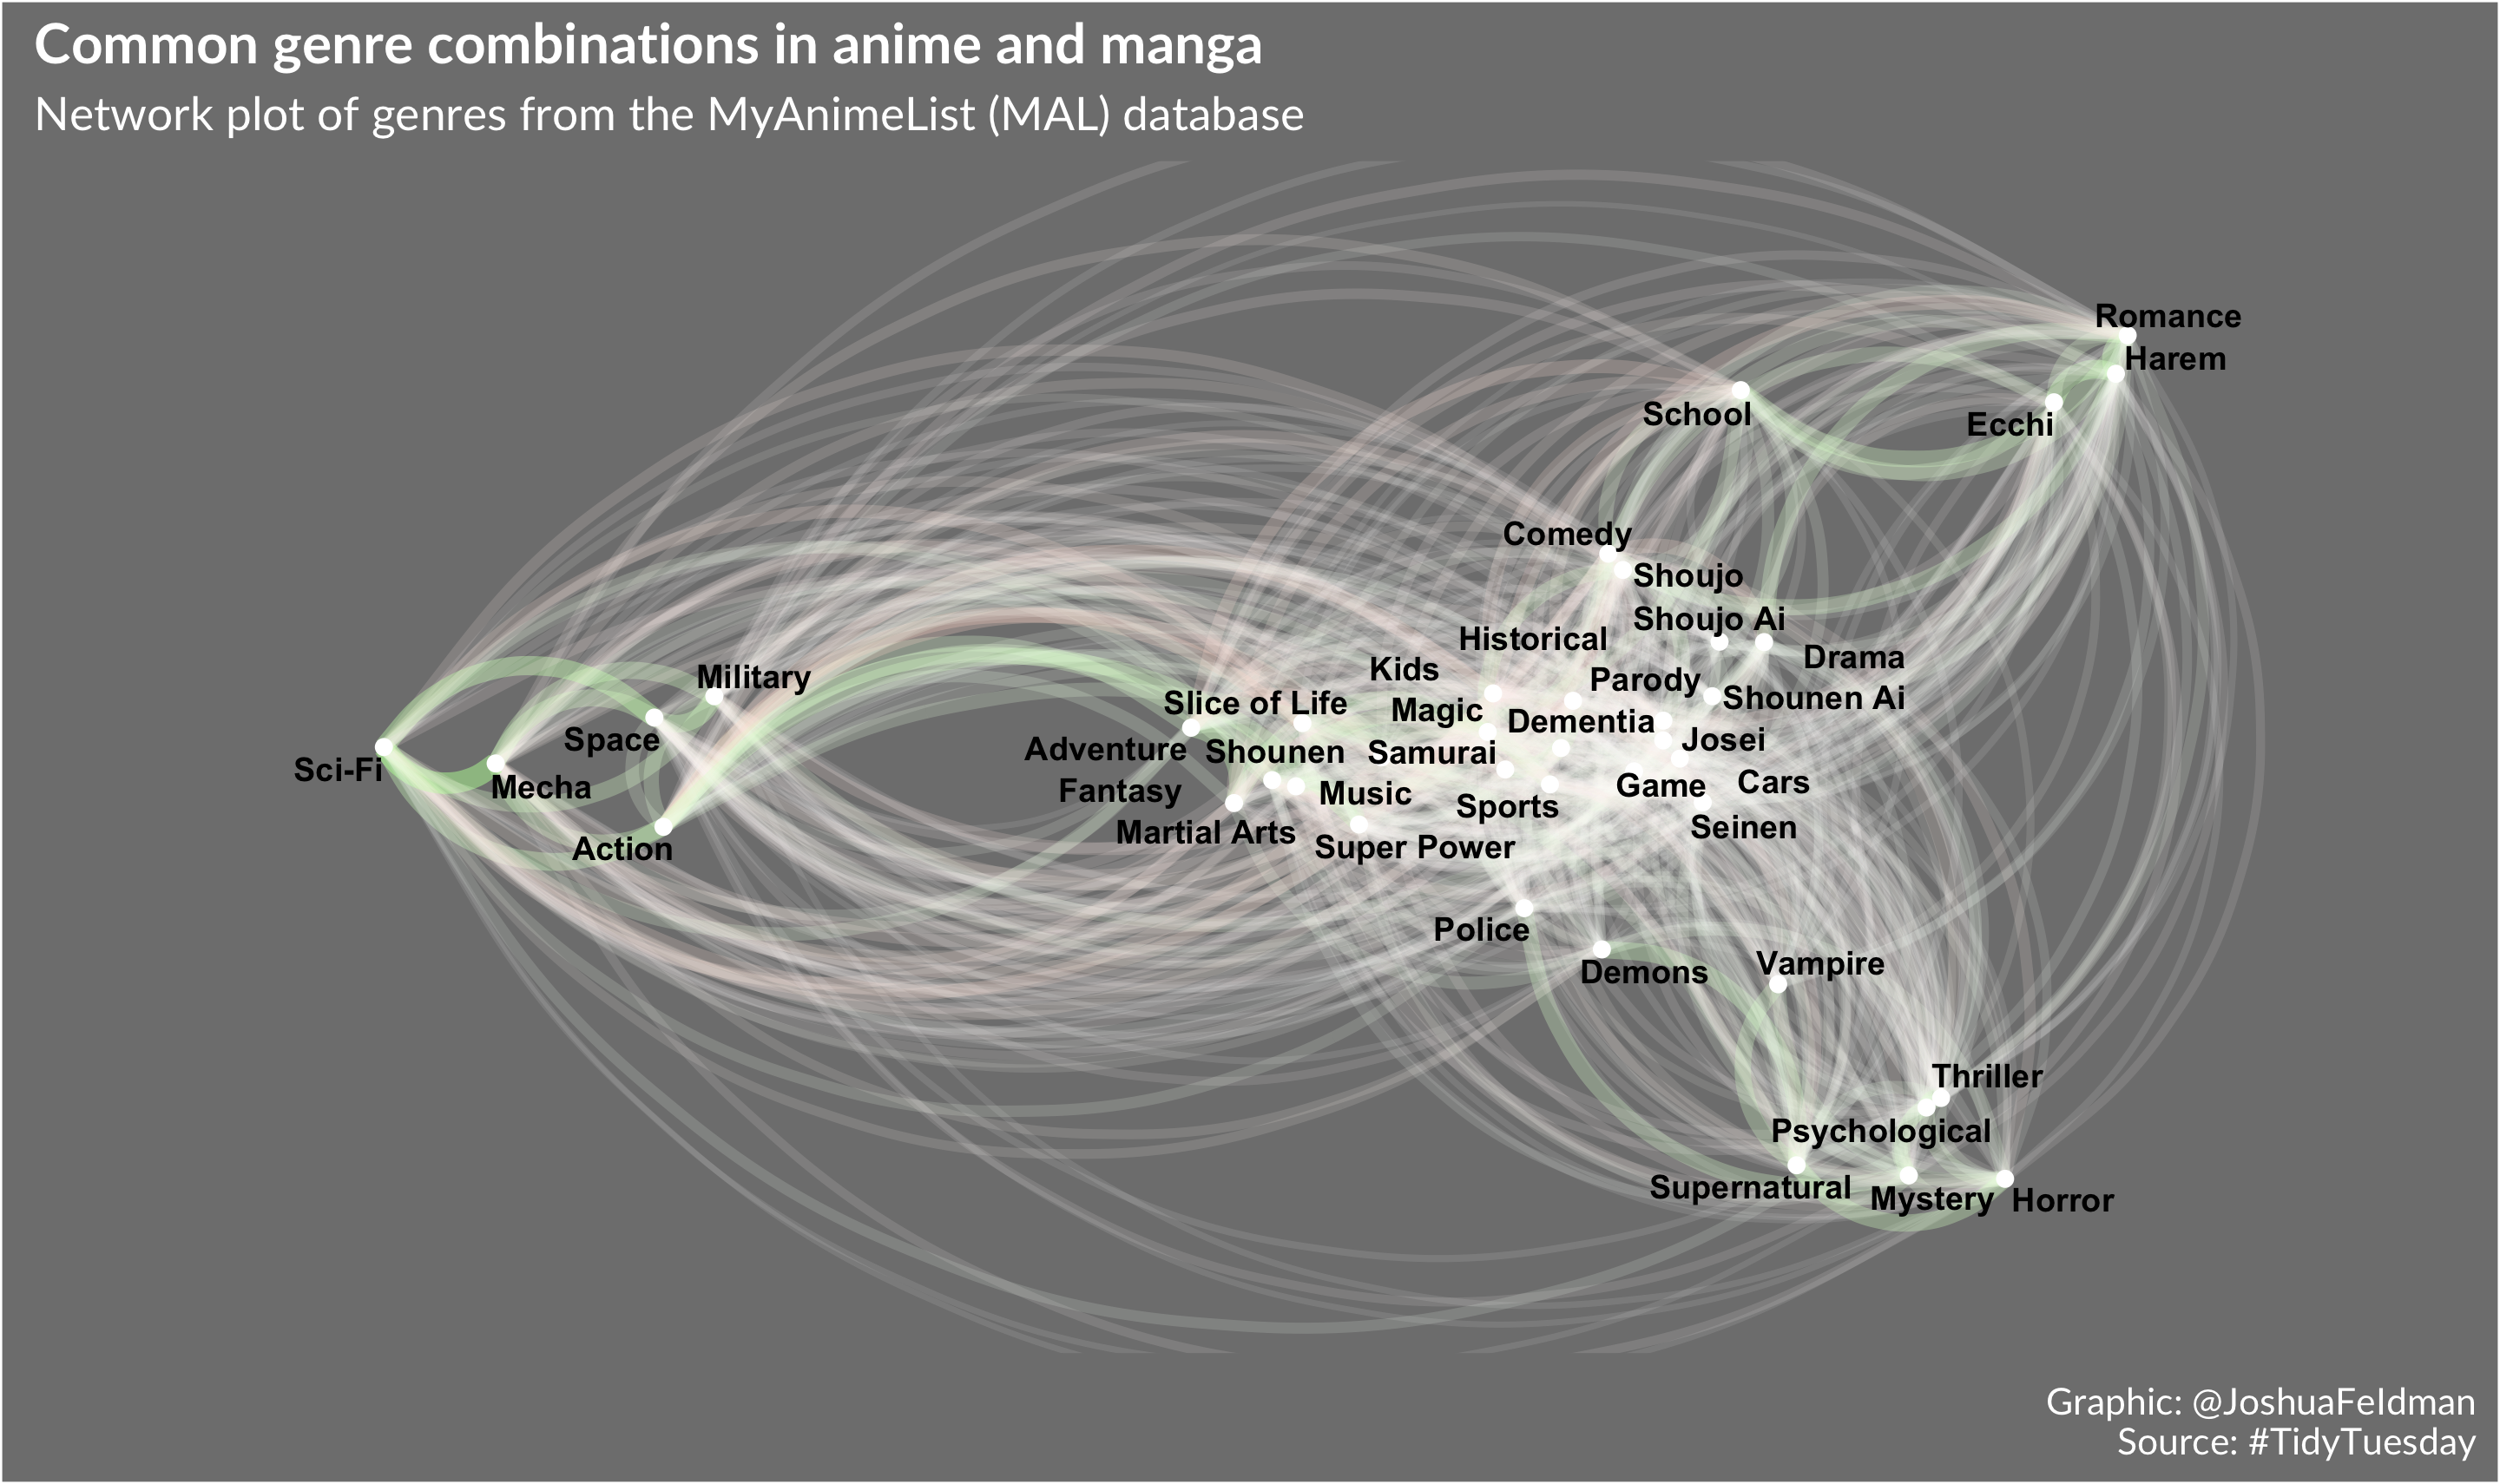 Common genre combinations in anime and manga
Network plot of genres from the MyAnimeList (MAL) database
Romance
Harem
School
Ecchi
Comedy
Shoujo
Shoujo Ai
Historical
Drama
Kids
Parody
Military
Shounen Ai
Slice of Life
Magic
Dementia
Space
Adventure
Shounen
Samurai
Josei
Sci-Fi
Mecha
Fantasy
Music
Sports
Game
Cars
Action
Martial Arts
Super Power
Seinen
Police
Demons
Vampire
Thriller
Psychological
Supernatural
Mystery
Horror
Graphic: @JoshuaFeldman
Source: #TidyTuesday